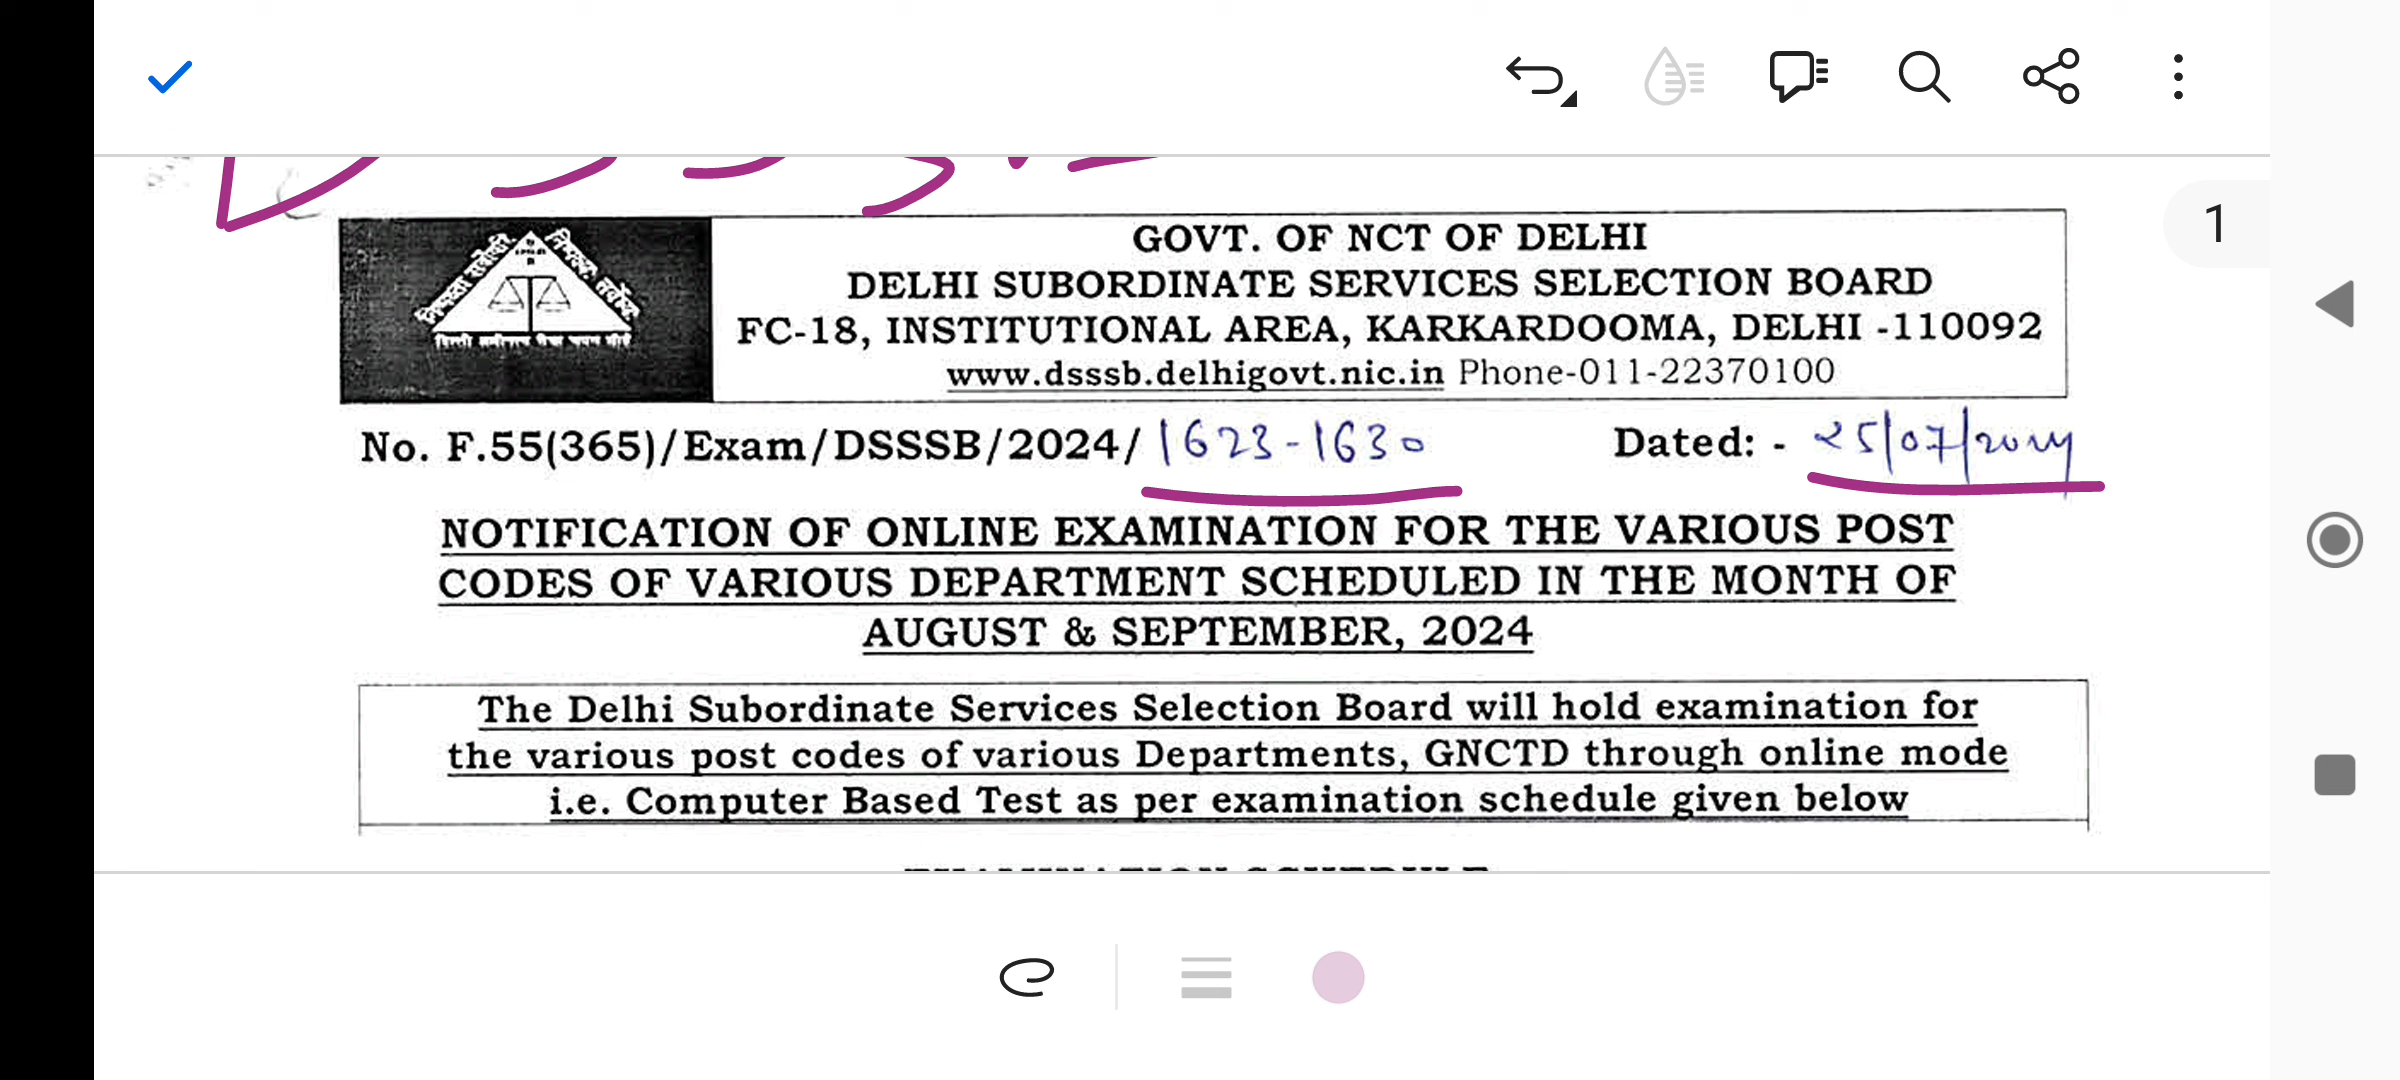 1
GOVT. OF NCT OF DELHI
DELHI SUBORDINATE SERVICES SELECTION BOARD
FC-18, INSTITUTIONAL AREA, KARKARDOOMA, DELHI -110092
www.dsssb.delhigovt.nic.in Phone-011-22370100
No. F.55(365)/Exam/DSSSB/2024/ 1623-1630 Dated: - 25/07/2024
NOTIFICATION OF ONLINE EXAMINATION FOR THE VARIOUS POST
CODES OF VARIOUS DEPARTMENT SCHEDULED IN THE MONTH OF
AUGUST & SEPTEMBER, 2024
The Delhi Subordinate Services Selection Board will hold examination for
the various post codes of various Departments, GNCTD through online mode
i.e. Computer Based Test as per examination schedule given below